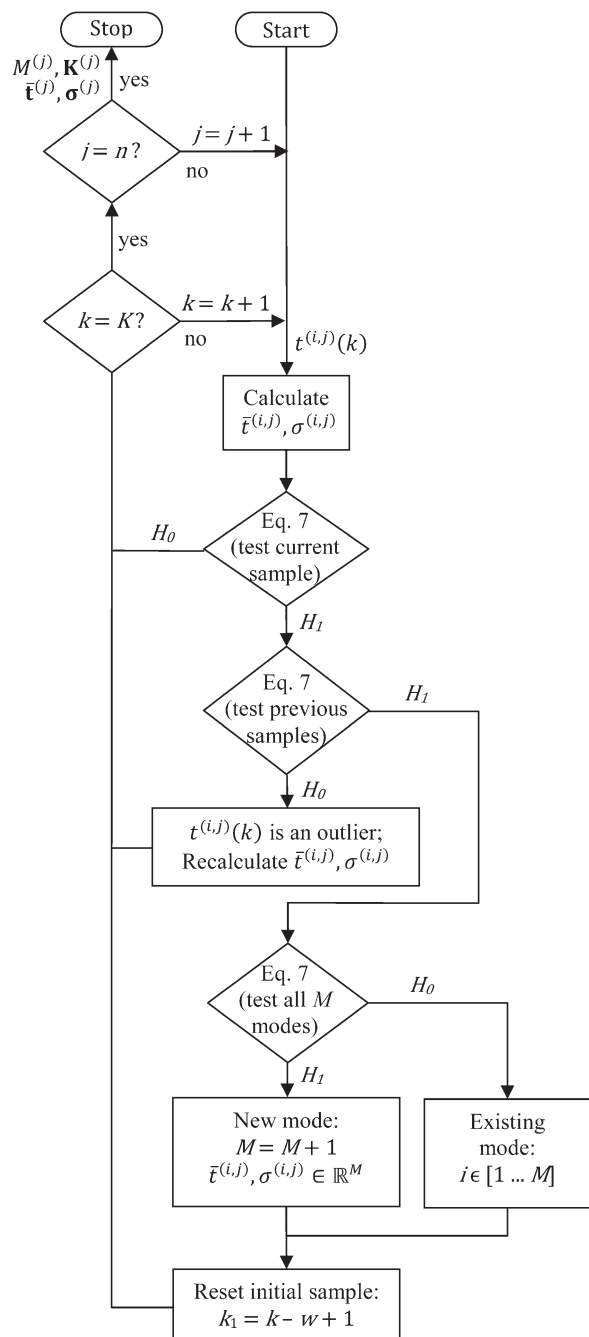 Stop
Start
M^(j), K^(j)
t̄^(j), σ^(j)
yes
j = n?
j = j + 1
no
yes
k = K?
k = k + 1
no
t^(i,j)(k)
Calculate
t̄^(i,j), σ^(i,j)
H₀
Eq. 7
(test current
sample)
H₁
Eq. 7
(test previous
samples)
H₁
H₀
t^(i,j)(k) is an outlier;
Recalculate t̄^(i,j), σ^(i,j)
Eq. 7
(test all M
modes)
H₀
H₁
New mode:
M = M + 1
t̄^(i,j), σ^(i,j) ∈ ℝ^M
Existing
mode:
i ϵ [1 ... M]
Reset initial sample:
k₁ = k – w + 1